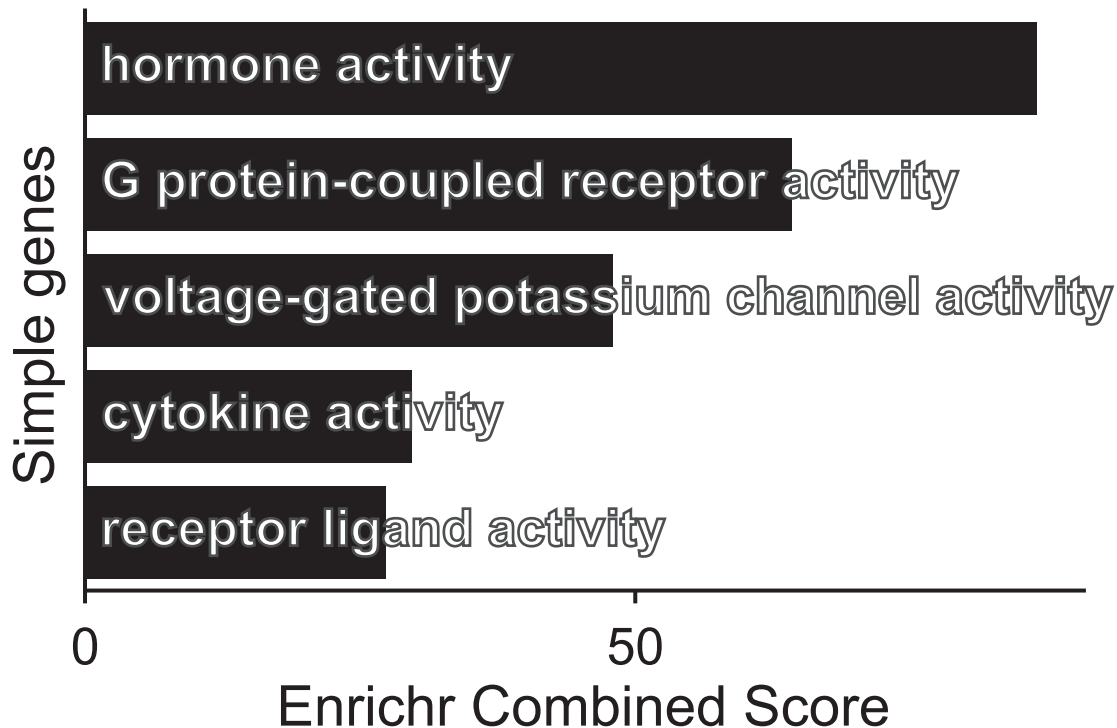 Simple genes
hormone activity
G protein-coupled receptor activity
voltage-gated potassium channel activity
cytokine activity
receptor ligand activity
0 50
Enrichr Combined Score